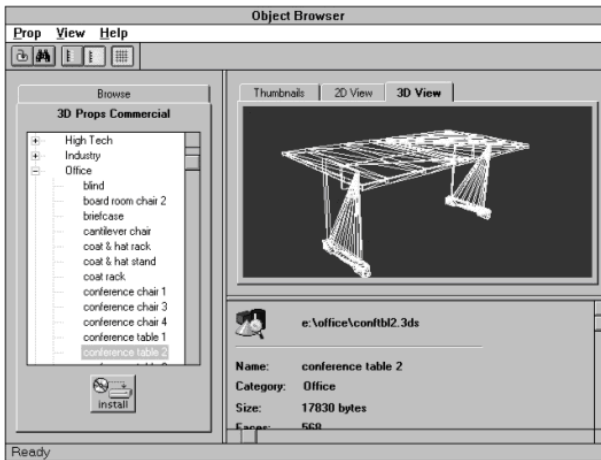 Object Browser
Prop View Help
Browse
3D Props Commercial
High Tech
Industry
Office
blind
board room chair 2
briefcase
cantilever chair
coat & hat rack
coat & hat stand
coat rack
conference chair 1
conference chair 3
conference chair 4
conference table 1
conference table 2
install
Thumbnails 2D View 3D View
e:\office\conftbl2.3ds
Name: conference table 2
Category: Office
Size: 17830 bytes
Faces: 568
Ready